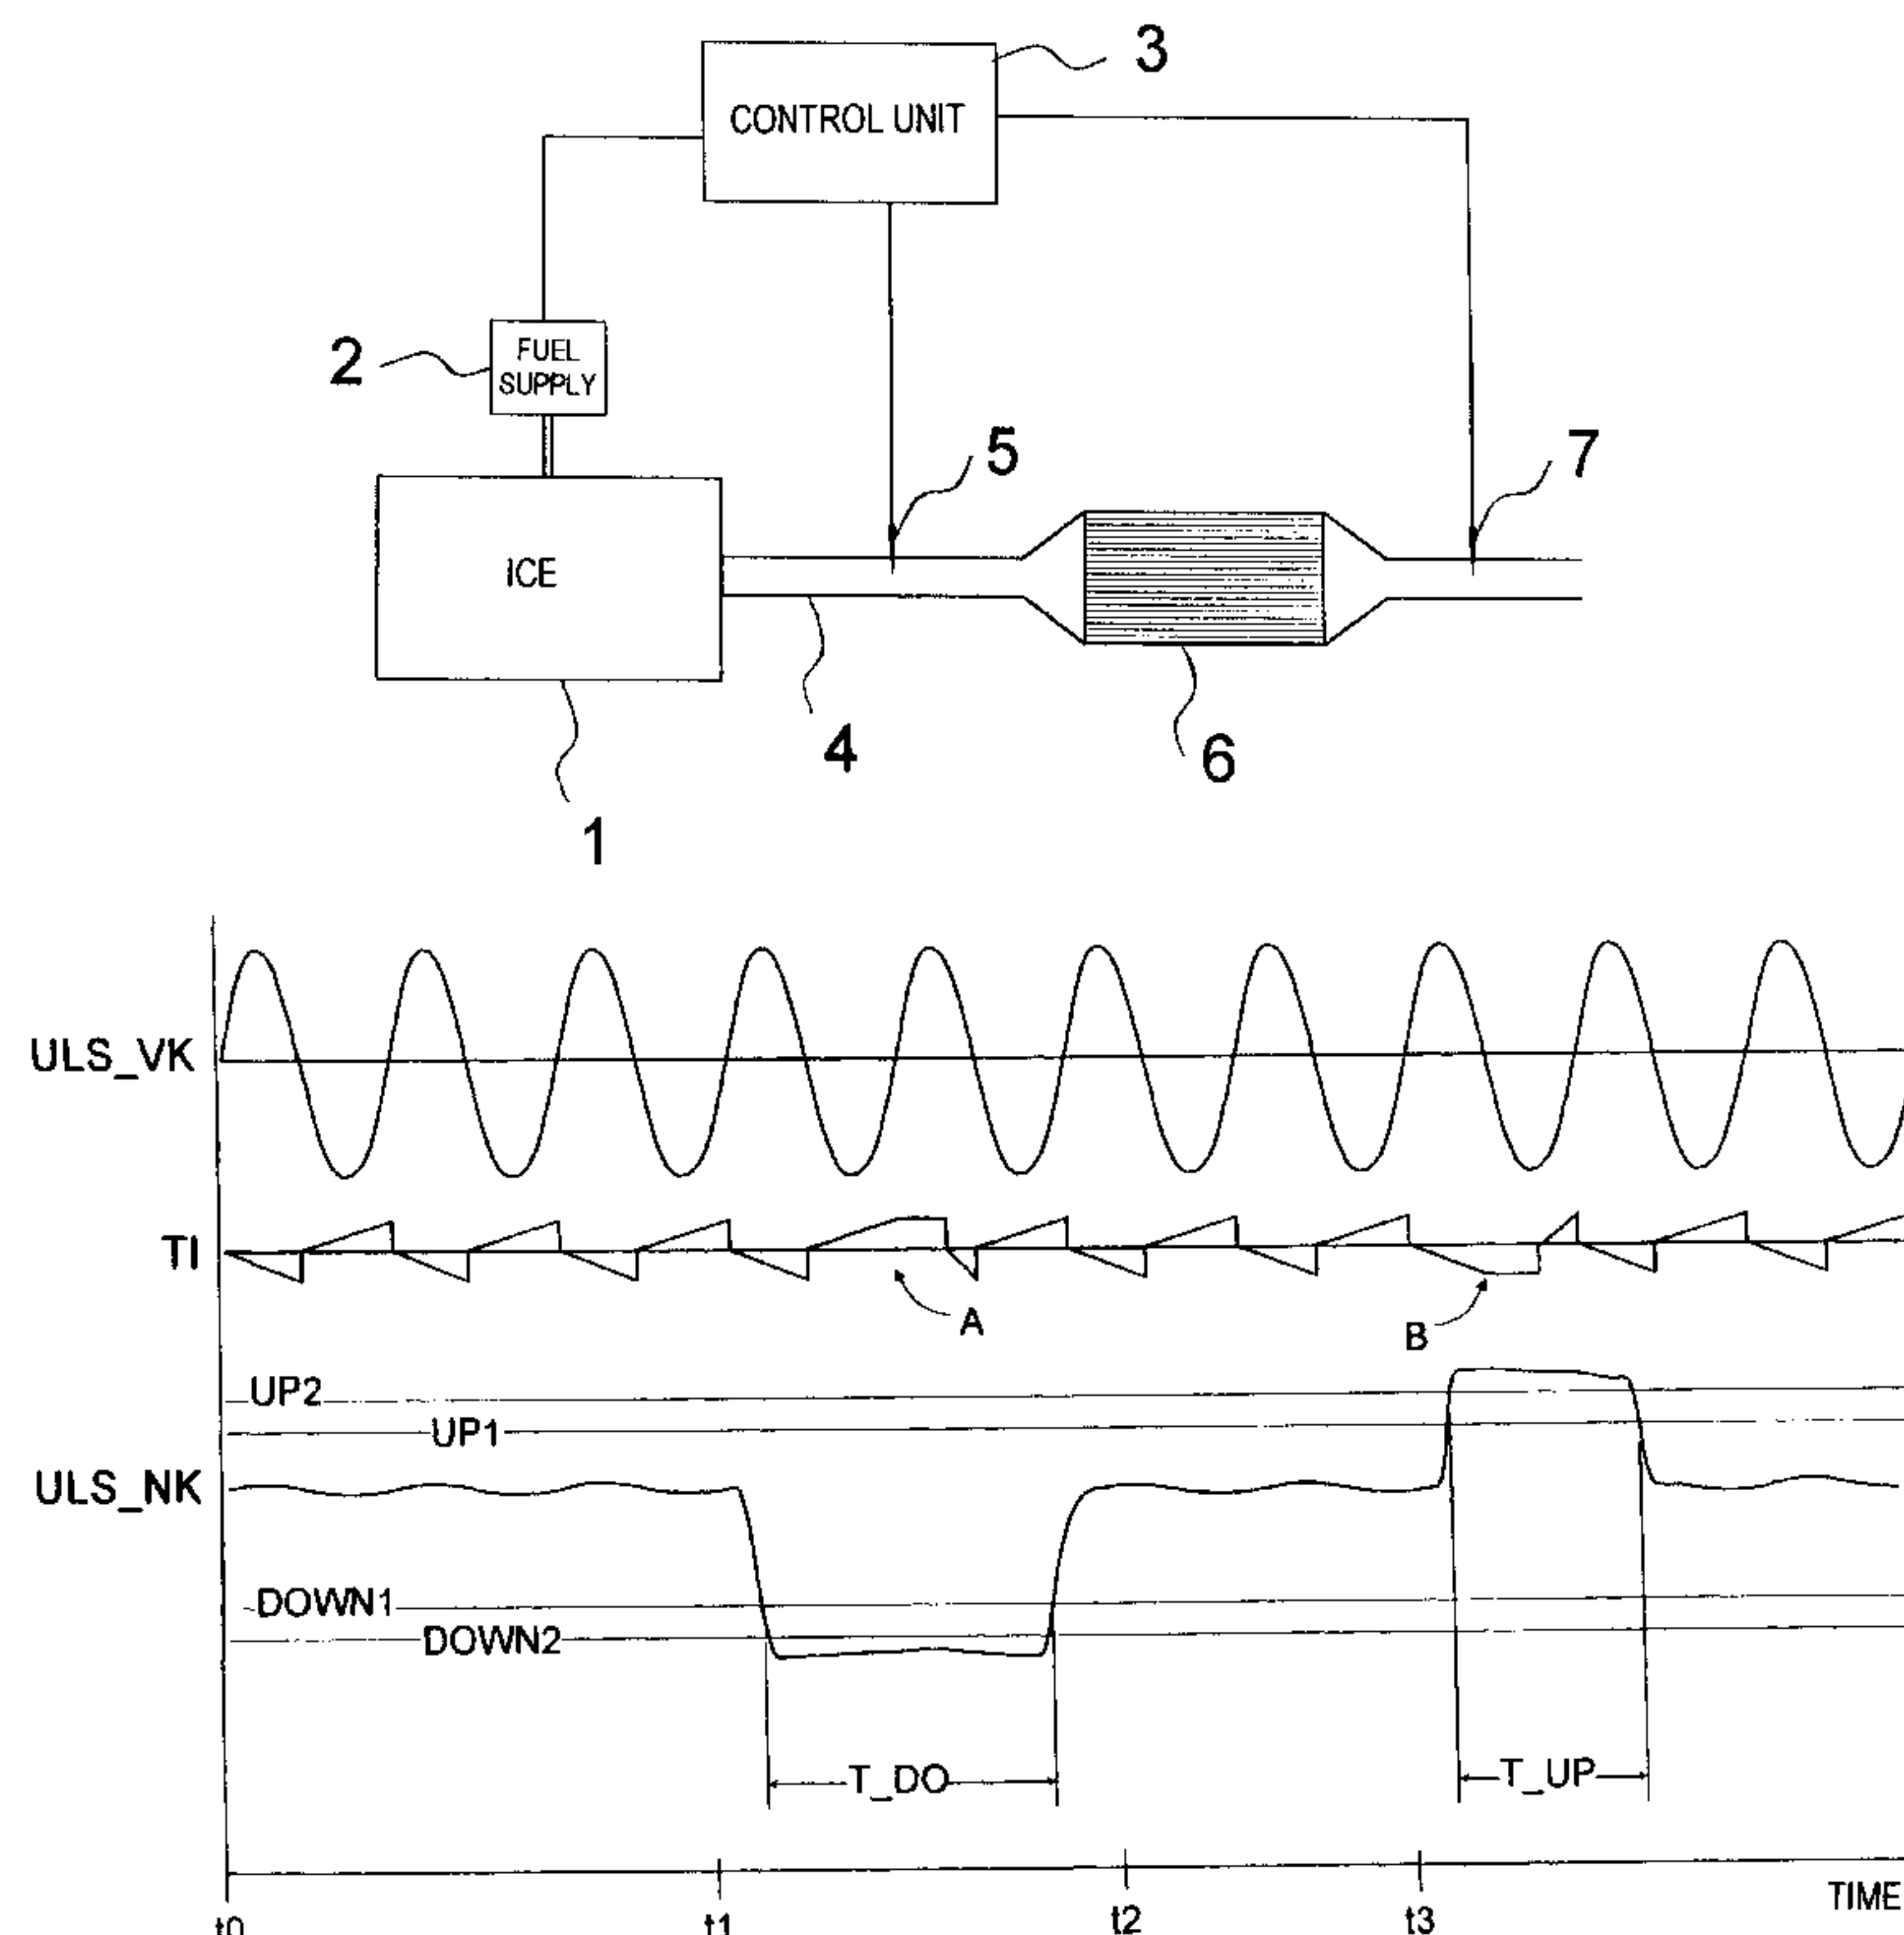 3
CONTROL UNIT
2
FUEL
SUPPLY
5
7
ICE
4
6
1
ULS_VK
TI
A
B
UP2
UP1
ULS_NK
DOWN1
DOWN2
T_DO
T_UP
TIME
t0
t1
t2
t3